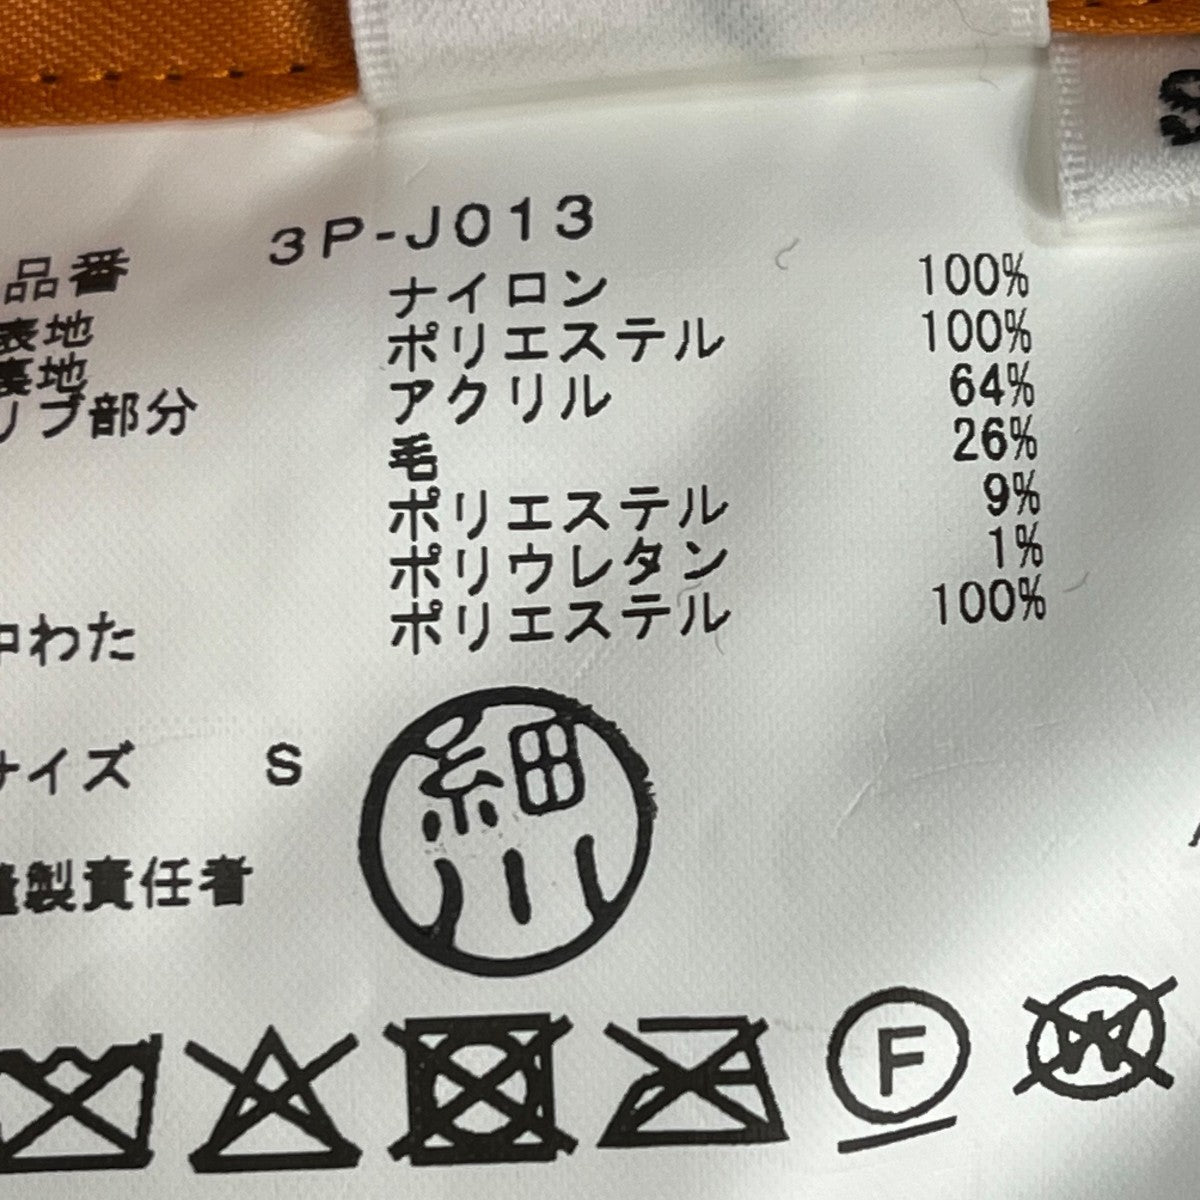 品番 3P-J013
表地 ナイロン 100%
裏地 ポリエステル 100%
リブ部分 アクリル 64%
毛 26%
ポリエステル 9%
ポリウレタン 1%
中わた ポリエステル 100%
サイズ S
縫製責任者 細川
F W
S